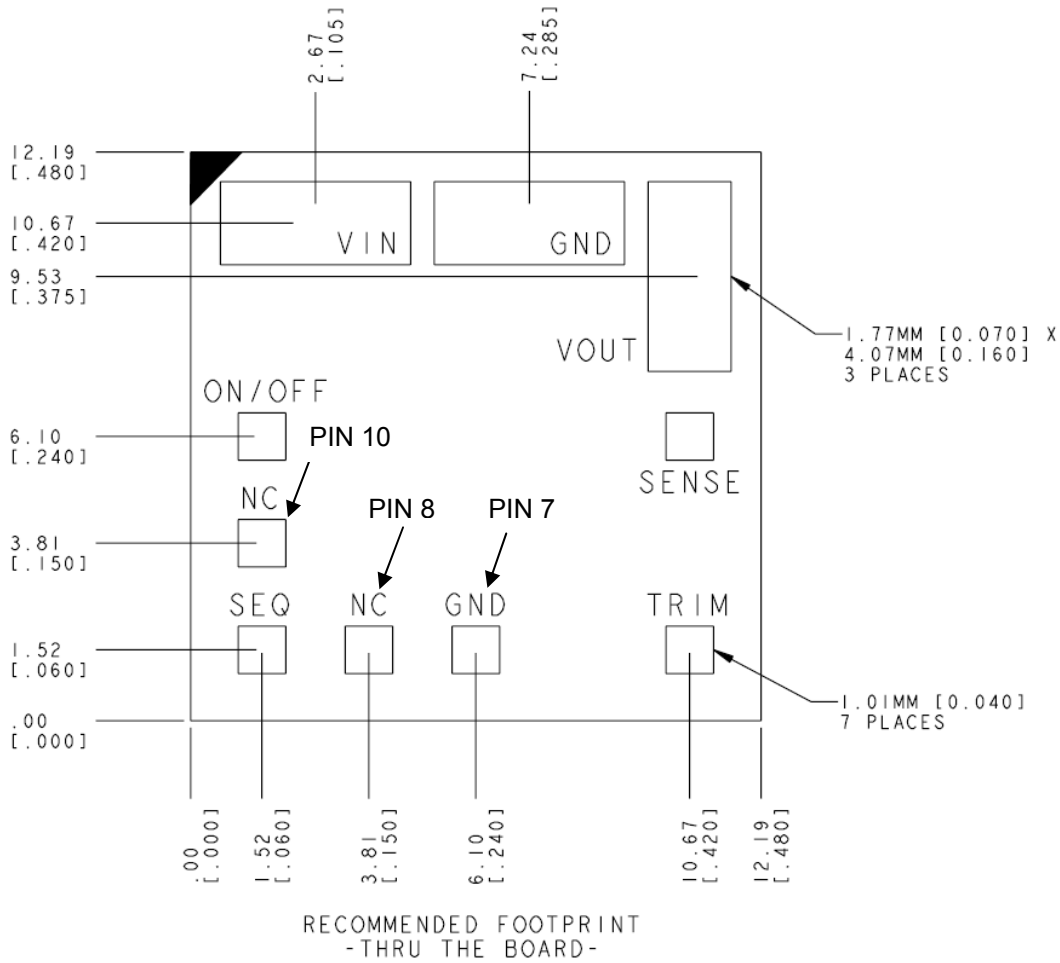 2.67
[.105]
7.24
[.285]
12.19
[.480]
10.67
[.420]
VIN
GND
9.53
[.375]
1.77MM [0.070] X
4.07MM [0.160]
3 PLACES
VOUT
ON/OFF
6.10
[.240]
PIN 10
SENSE
NC
PIN 8
PIN 7
3.81
[.150]
SEQ
NC
GND
TRIM
1.52
[.060]
1.01MM [0.040]
7 PLACES
.00
[.000]
.00
[.000]
1.52
[.060]
3.81
[.150]
6.10
[.240]
10.67
[.420]
12.19
[.480]
RECOMMENDED FOOTPRINT
-THRU THE BOARD-